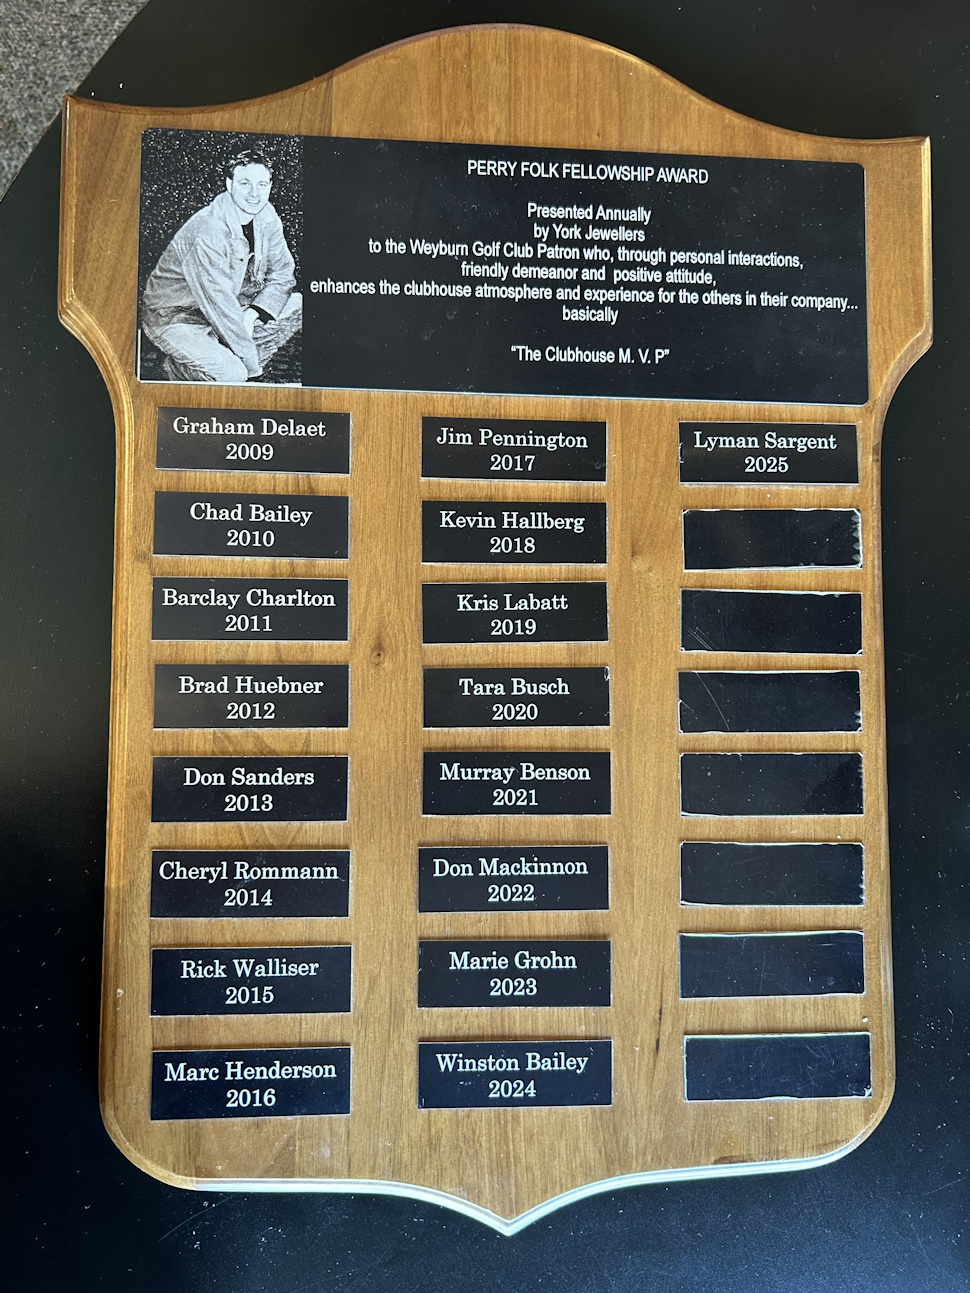 PERRY FOLK FELLOWSHIP AWARD
Presented Annually
by York Jewellers
to the Weyburn Golf Club Patron who, through personal interactions,
friendly demeanor and positive attitude,
enhances the clubhouse atmosphere and experience for the others in their company...
basically
“The Clubhouse M. V. P”
Graham Delaet
2009
Chad Bailey
2010
Barclay Charlton
2011
Brad Huebner
2012
Don Sanders
2013
Cheryl Rommann
2014
Rick Walliser
2015
Marc Henderson
2016
Jim Pennington
2017
Kevin Hallberg
2018
Kris Labatt
2019
Tara Busch
2020
Murray Benson
2021
Don Mackinnon
2022
Marie Grohn
2023
Winston Bailey
2024
Lyman Sargent
2025